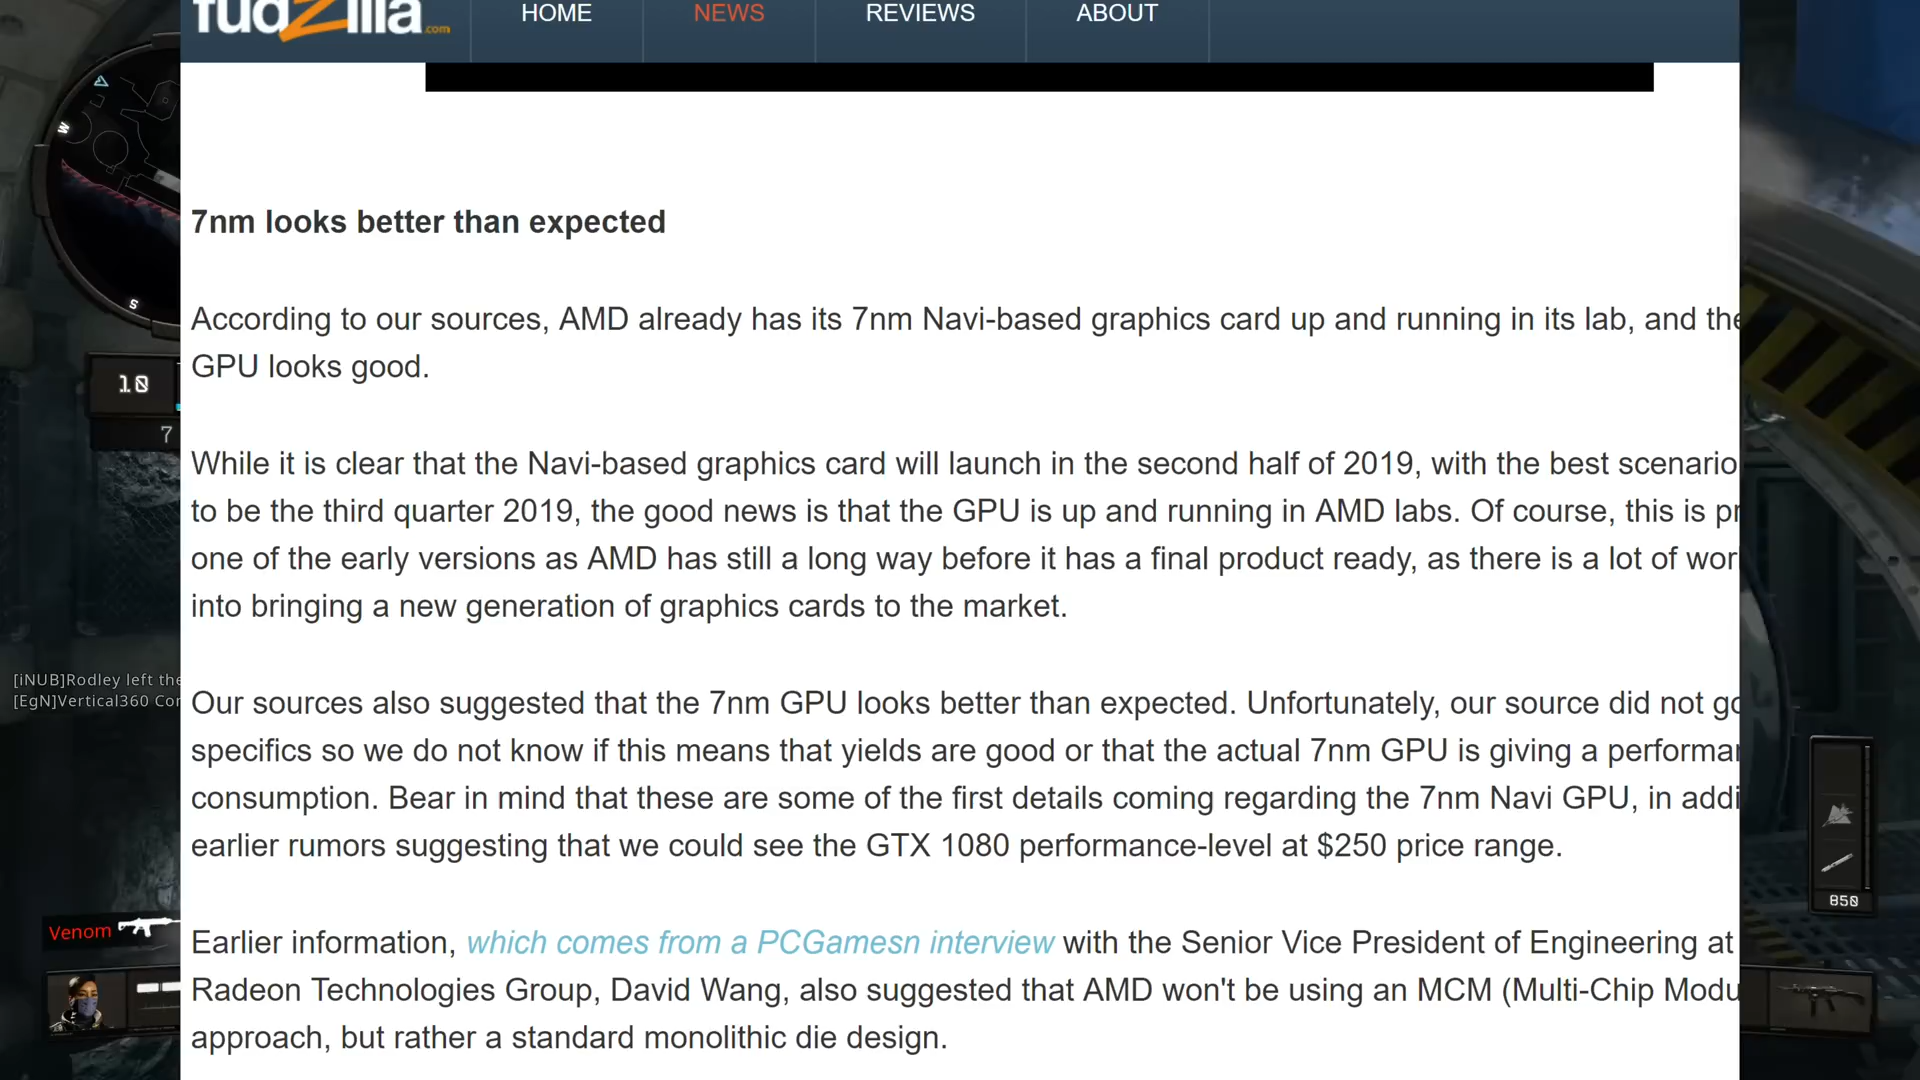 fudzilla.com HOME NEWS REVIEWS ABOUT
W
S
7nm looks better than expected
According to our sources, AMD already has its 7nm Navi-based graphics card up and running in its lab, and the
GPU looks good.
10
7
While it is clear that the Navi-based graphics card will launch in the second half of 2019, with the best scenario
to be the third quarter 2019, the good news is that the GPU is up and running in AMD labs. Of course, this is
one of the early versions as AMD has still a long way before it has a final product ready, as there is a lot of
into bringing a new generation of graphics cards to the market.
[iNUB]Rodley left the
[EgN]Vertical360
Our sources also suggested that the 7nm GPU looks better than expected. Unfortunately, our source did not
specifics so we do not know if this means that yields are good or that the actual 7nm GPU is giving a
consumption. Bear in mind that these are some of the first details coming regarding the 7nm Navi GPU, in
earlier rumors suggesting that we could see the GTX 1080 performance-level at $250 price range.
850
Venom
Earlier information, which comes from a PCGamesn interview with the Senior Vice President of Engineering at
Radeon Technologies Group, David Wang, also suggested that AMD won't be using an MCM (Multi-Chip
approach, but rather a standard monolithic die design.